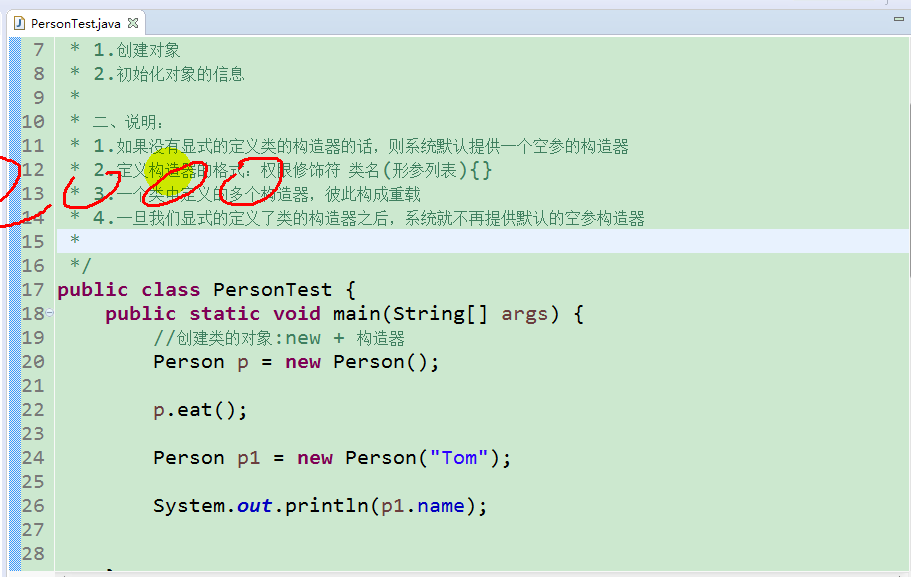 PersonTest.java
7 * 1.创建对象
8 * 2.初始化对象的信息
9 *
10 * 二、说明:
11 * 1.如果没有显式的定义类的构造器的话,则系统默认提供一个空参的构造器
12 * 2.定义构造器的格式:权限修饰符 类名(形参列表){}
13 * 3.一个类中定义的多个构造器,彼此构成重载
14 * 4.一旦我们显式的定义了类的构造器之后,系统就不再提供默认的空参构造器
15 *
16 */
17 public class PersonTest {
18 public static void main(String[] args) {
19 //创建类的对象:new + 构造器
20 Person p = new Person();
21
22 p.eat();
23
24 Person p1 = new Person("Tom");
25
26 System.out.println(p1.name);
27
28